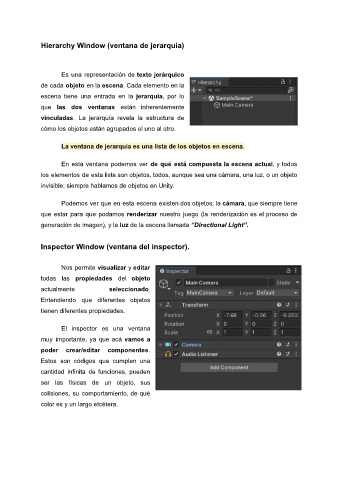 Hierarchy Window (ventana de jerarquía)
Es una representación de texto jerárquico
de cada objeto en la escena. Cada elemento en la
escena tiene una entrada en la jerarquía, por lo
que las dos ventanas están inherentemente
vinculadas. La jerarquía revela la estructura de
cómo los objetos están agrupados el uno al otro.
Hierarchy
All
SampleScene*
Main Camera
La ventana de jerarquía es una lista de los objetos en escena.
En esta ventana podemos ver de qué está compuesta la escena actual, y todos
los elementos de esta lista son objetos, todos, aunque sea una cámara, una luz, o un objeto
invisible; siempre hablamos de objetos en Unity.
Podemos ver que en esta escena existen dos objetos; la cámara, que siempre tiene
que estar para que podamos renderizar nuestro juego (la renderización es el proceso de
generación de imagen), y la luz de la escena llamada "Directional Light".
Inspector Window (ventana del inspector).
Nos permite visualizar y editar
todas las propiedades del objeto
actualmente seleccionado.
Entendiendo que diferentes objetos
tienen diferentes propiedades.
El inspector es una ventana
muy importante, ya que acá vamos a
poder crear/editar componentes.
Estos son códigos que cumplen una
cantidad infinita de funciones, pueden
ser las físicas de un objeto, sus
colisiones, su comportamiento, de qué
color es y un largo etcétera.
Inspector
Main Camera Static
Tag MainCamera Layer Default
Transform
Position X -7.68 Y -0.06 Z
Rotation X 0 Y 0 Z 0
Scale X 1 Y 1 Z 1
Camera
Audio Listener
Add Component